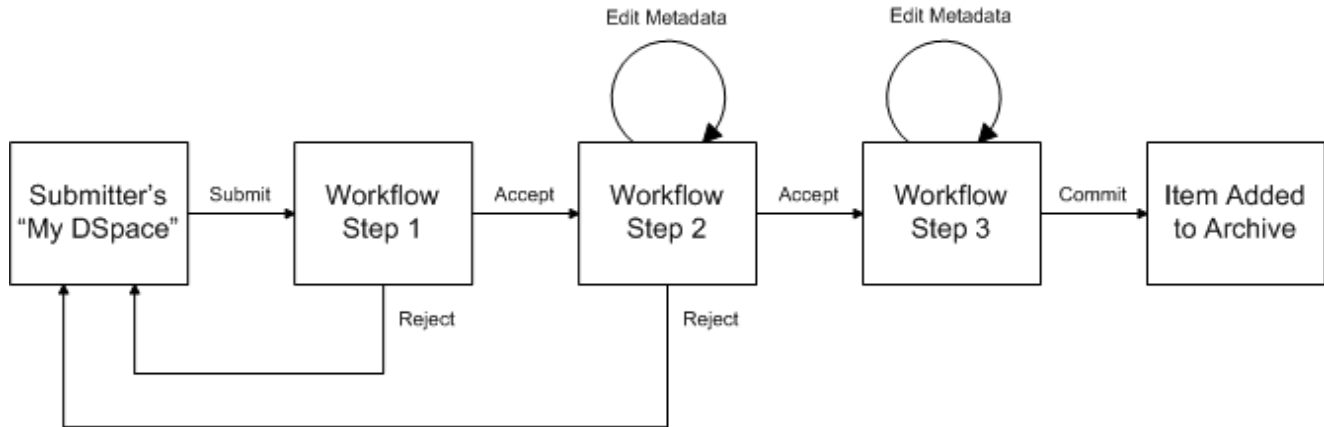 Edit Metadata
Edit Metadata
Submitter's
“My DSpace”
Submit
Workflow
Step 1
Accept
Workflow
Step 2
Accept
Workflow
Step 3
Commit
Item Added
to Archive
Reject
Reject